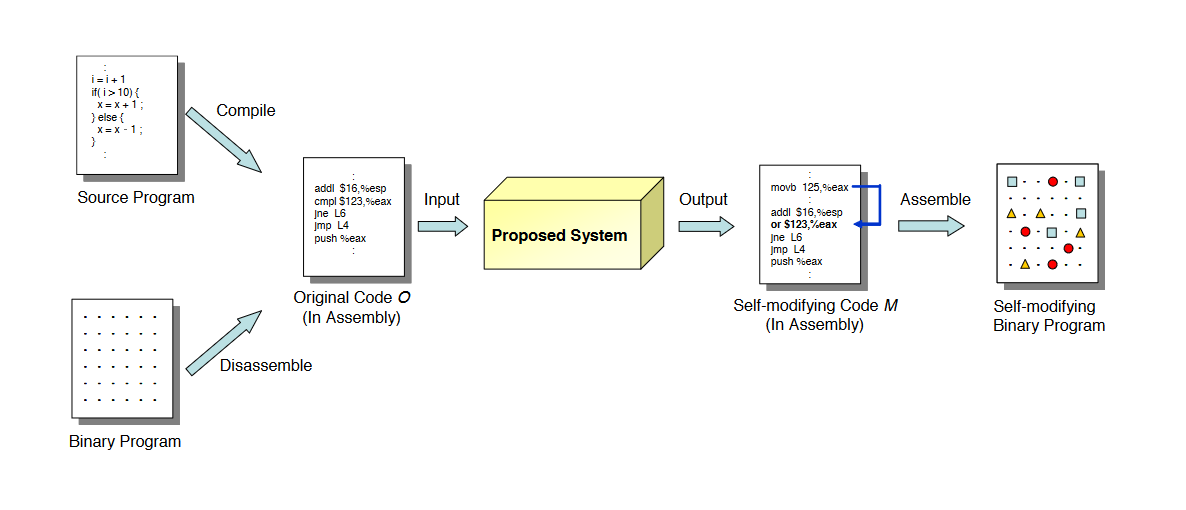 :
i = i + 1
if( i > 10) {
x = x + 1 ;
} else {
x = x - 1 ;
}
:
Source Program
Compile
Binary Program
Disassemble
:
addl $16,%esp
cmpl $123,%eax
jne L6
jmp L4
push %eax
:
Original Code O
(In Assembly)
Input
Proposed System
Output
:
movb 125,%eax
:
addl $16,%esp
or $123,%eax
jne L6
jmp L4
push %eax
:
Self-modifying Code M
(In Assembly)
Assemble
Self-modifying
Binary Program